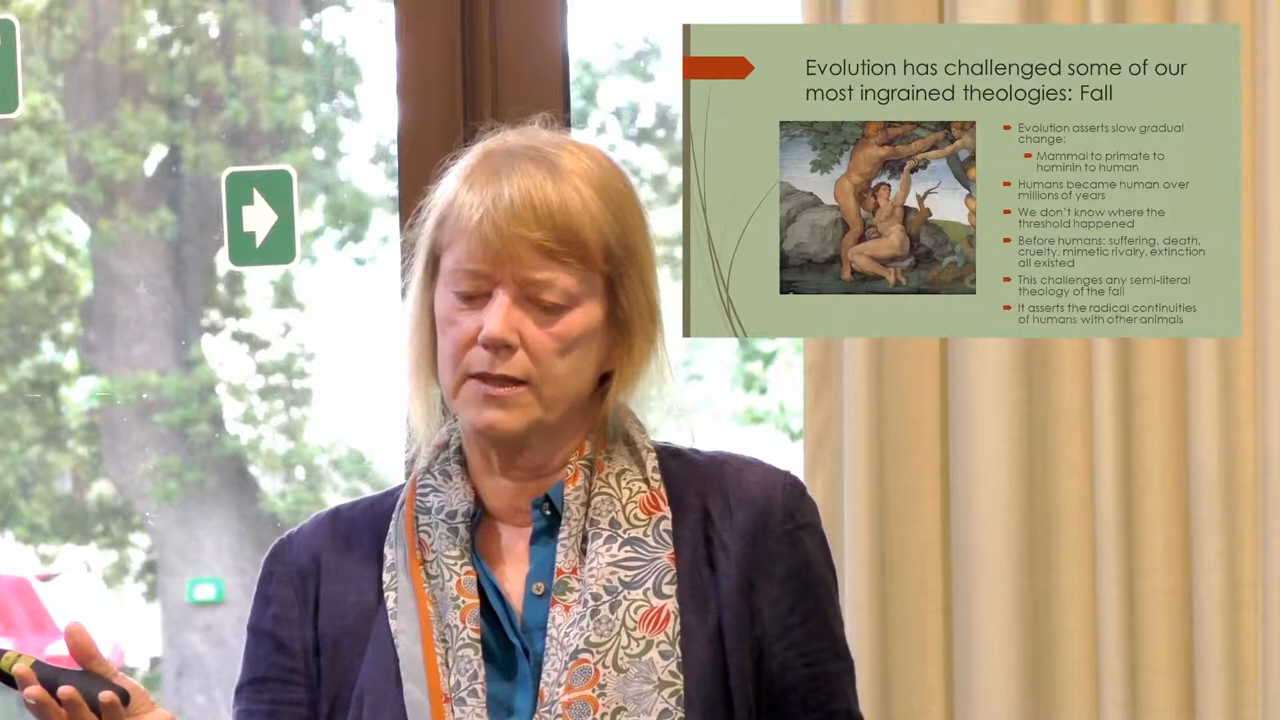 Evolution has challenged some of our
most ingrained theologies: Fall
Evolution asserts slow gradual
change:
Mammal to primate to
hominin to human
Humans became human over
millions of years
We don't know where the
threshold happened
Before humans: suffering, death,
cruelty, mimetic rivalry, extinction
all existed
This challenges any semi-literal
theology of the fall
It asserts the radical continuities
of humans with other animals